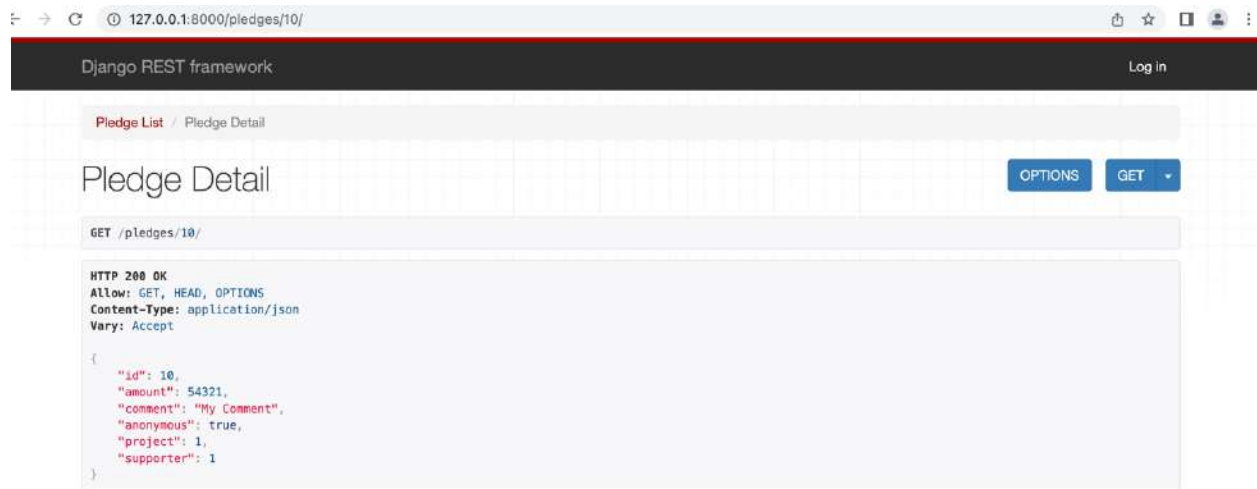 127.0.0.1:8000/pledges/10/
Django REST framework
Log in
Pledge List / Pledge Detail
Pledge Detail
OPTIONS
GET
GET /pledges/10/
HTTP 200 OK
Allow: GET, HEAD, OPTIONS
Content-Type: application/json
Vary: Accept
{
    "id": 10,
    "amount": 54321,
    "comment": "My Comment",
    "anonymous": true,
    "project": 1,
    "supporter": 1
}